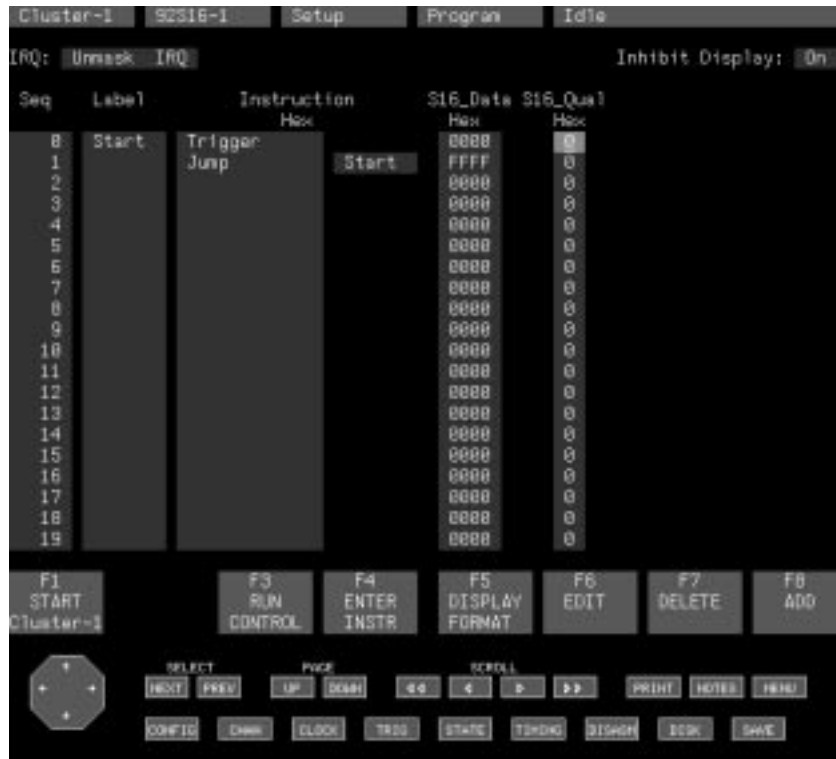 Cluster-1 92S16-1 Setup Program Idle
IRQ: Unmask IRQ Inhibit Display: On
Seq Label Instruction S16_Data S16_Qual
Hex Hex Hex
0 Start Trigger 0000 0
1 Jump Start FFFF 0
2 0000 0
3 0000 0
4 0000 0
5 0000 0
6 0000 0
7 0000 0
8 0000 0
9 0000 0
10 0000 0
11 0000 0
12 0000 0
13 0000 0
14 0000 0
15 0000 0
16 0000 0
17 0000 0
18 0000 0
19 0000 0
F1 F3 F4 F5 F6 F7 F8
START RUN ENTER DISPLAY EDIT DELETE ADD
Cluster-1 CONTROL INSTR FORMAT
SELECT PAGE SCROLL
NEXT PREV UP DOWN PRINT NOTES MENU
CONFIG CHAN CLOCK TRIG STATE TIMING DISASM DISK SAVE